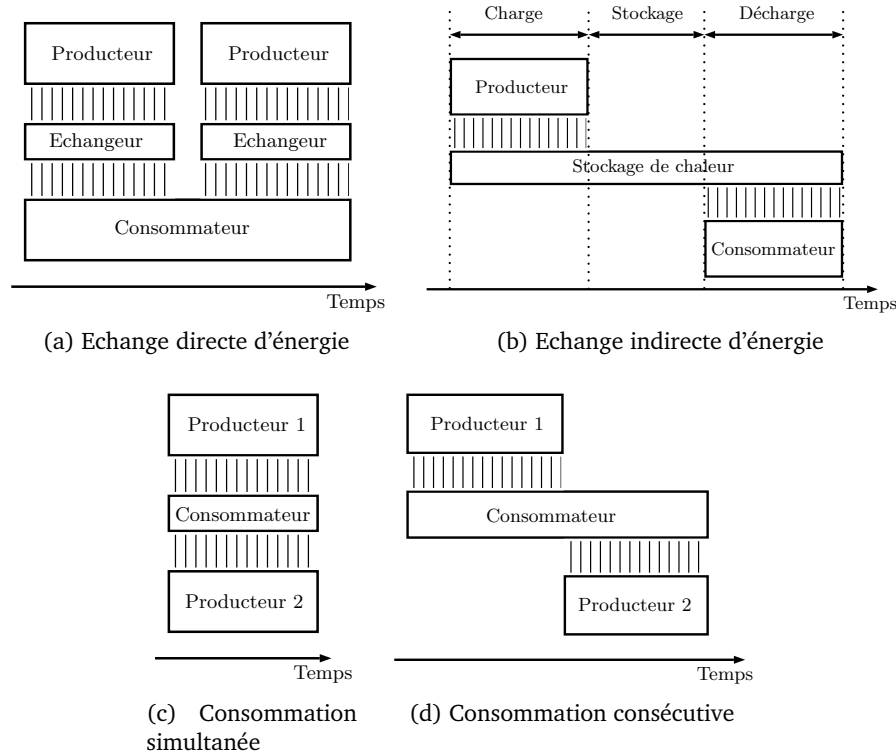 Producteur
Producteur
Echangeur
Echangeur
Consommateur
Temps
(a) Echange directe d'énergie
Charge
Stockage
Décharge
Producteur
Stockage de chaleur
Consommateur
Temps
(b) Echange indirecte d'énergie
Producteur 1
Consommateur
Producteur 2
Temps
(c) Consommation
simultanée
Producteur 1
Consommateur
Producteur 2
Temps
(d) Consommation consécutive